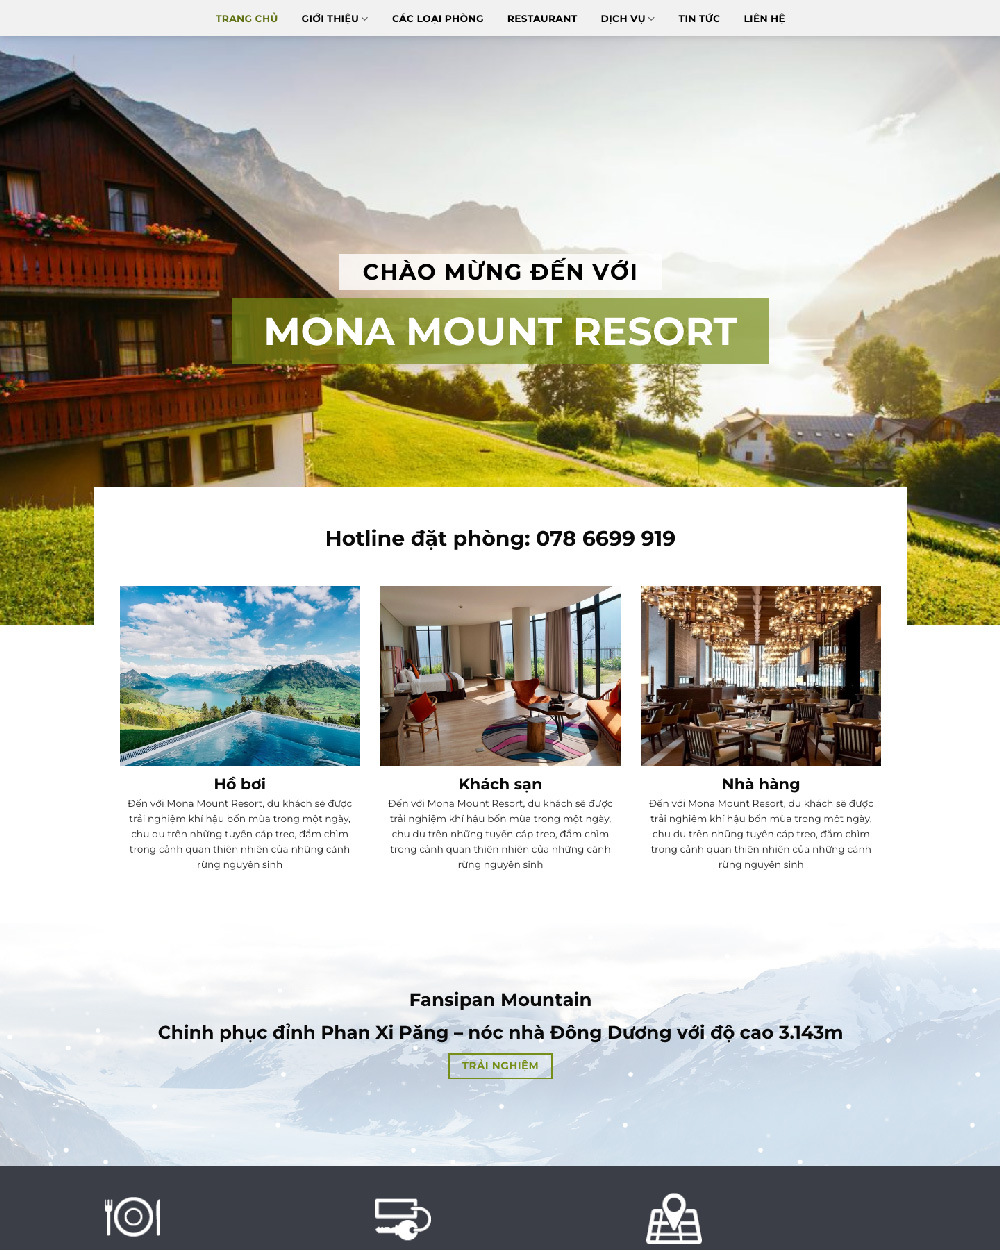 TRANG CHỦ GIỚI THIỆU CÁC LOẠI PHÒNG RESTAURANT DỊCH VỤ TIN TỨC LIÊN HỆ
CHÀO MỪNG ĐẾN VỚI
MONA MOUNT RESORT
Hotline đặt phòng: 078 6699 919
Hồ bơi
Đến với Mona Mount Resort, du khách sẽ được
trải nghiệm khí hậu bốn mùa trong một ngày,
chu du trên những tuyến cáp treo, đắm chìm
trong cảnh quan thiên nhiên của những cánh
rừng nguyên sinh
Khách sạn
Đến với Mona Mount Resort, du khách sẽ được
trải nghiệm khí hậu bốn mùa trong một ngày,
chu du trên những tuyến cáp treo, đắm chìm
trong cảnh quan thiên nhiên của những cánh
rừng nguyên sinh
Nhà hàng
Đến với Mona Mount Resort, du khách sẽ được
trải nghiệm khí hậu bốn mùa trong một ngày,
chu du trên những tuyến cáp treo, đắm chìm
trong cảnh quan thiên nhiên của những cánh
rừng nguyên sinh
Fansipan Mountain
Chinh phục đỉnh Phan Xi Păng – nóc nhà Đông Dương với độ cao 3.143m
TRẢI NGHIỆM